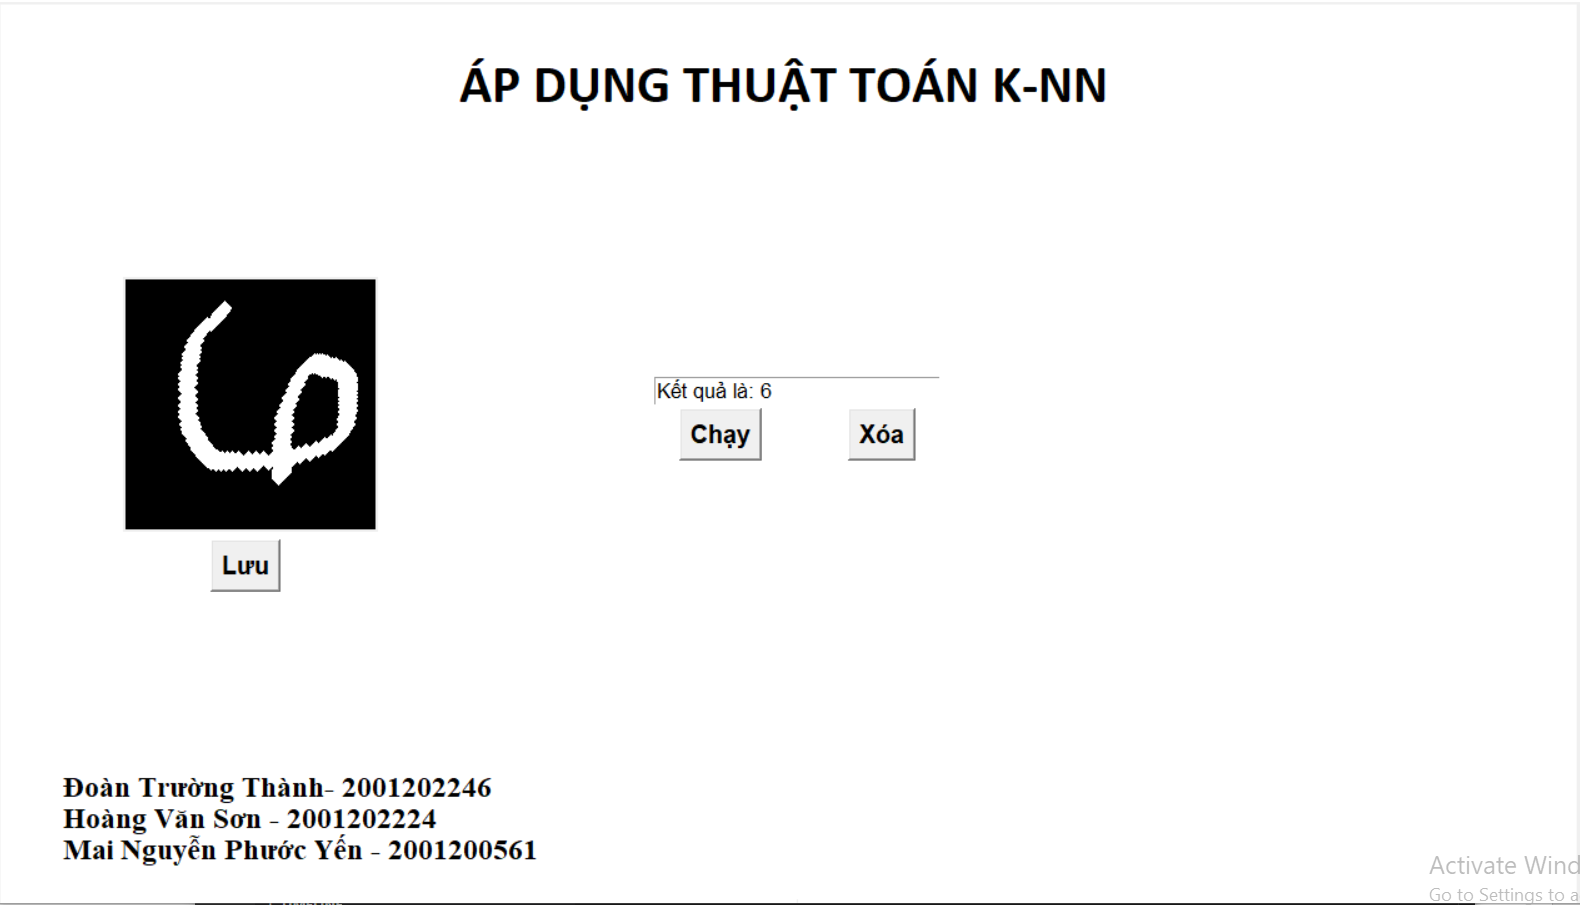 ÁP DỤNG THUẬT TOÁN K-NN
6
Kết quả là: 6
Chạy
Xóa
Lưu
Đoàn Trường Thành- 2001202246
Hoàng Văn Sơn - 2001202224
Mai Nguyễn Phước Yến - 2001200561
Activate Wind
Go to Settings to a